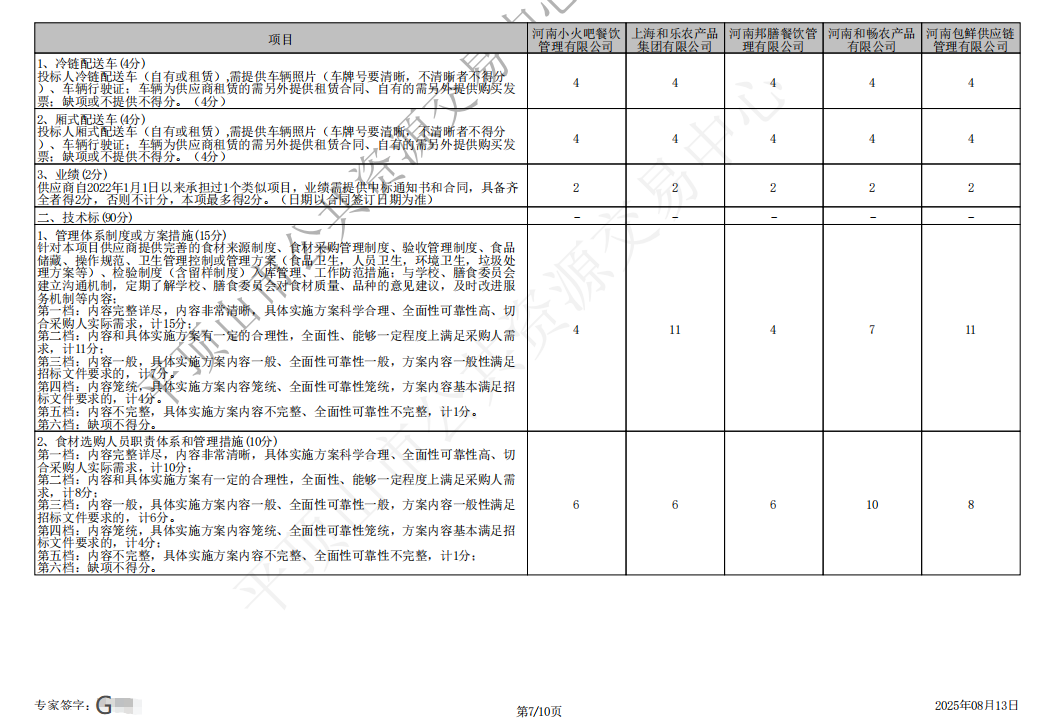 项目
河南小火吧餐饮
管理有限公司
上海和乐农产品
集团有限公司
河南邦膳餐饮管
理有限公司
河南和畅农产品
有限公司
河南包鲜供应链
管理有限公司
1、冷链配送车(4分)
投标人冷链配送车（自有或租赁）,需提供车辆照片（车牌号要清晰，不清晰者不得分
）、车辆行驶证；车辆为供应商租赁的需另外提供租赁合同、自有的需另外提供购买发
票；缺项或不提供不得分。（4分）
4 4 4 4 4
2、厢式配送车(4分)
投标人厢式配送车（自有或租赁）,需提供车辆照片（车牌号要清晰，不清晰者不得分
）、车辆行驶证；车辆为供应商租赁的需另外提供租赁合同、自有的需另外提供购买发
票；缺项或不提供不得分。（4分）
4 4 4 4 4
3、业绩(2分)
供应商自2022年1月1日以来承担过1个类似项目，业绩需提供中标通知书和合同，具备齐
全者得2分，否则不计分，本项最多得2分。（日期以合同签订日期为准）
2 2 2 2 2
二、技术标(90分)
– – – – –
1、管理体系制度或方案措施(15分)
针对本项目供应商提供完善的食材来源制度、食材采购管理制度、验收管理制度、食品
储藏、操作规范、卫生管理控制或管理方案（食品卫生，人员卫生，环境卫生，垃圾处
理方案等）、检验制度（含留样制度）入库管理、工作防范措施；与学校、膳食委员会
建立沟通机制，定期了解学校、膳食委员会对食材质量、品种的意见建议，及时改进服
务机制等内容；
第一档：内容完整详尽，内容非常清晰，具体实施方案科学合理、全面性可靠性高、切
合采购人实际需求，计15分；
第二档：内容和具体实施方案有一定的合理性，全面性、能够一定程度上满足采购人需
求，计11分；
第三档：内容一般，具体实施方案内容一般、全面性可靠性一般，方案内容一般性满足
招标文件要求的，计7分。
第四档：内容笼统，具体实施方案内容笼统、全面性可靠性笼统，方案内容基本满足招
标文件要求的，计4分。
第五档：内容不完整，具体实施方案内容不完整、全面性可靠性不完整，计1分。
第六档：缺项不得分。
4 11 4 7 11
2、食材选购人员职责体系和管理措施(10分)
第一档：内容完整详尽，内容非常清晰，具体实施方案科学合理、全面性可靠性高、切
合采购人实际需求，计10分；
第二档：内容和具体实施方案有一定的合理性，全面性、能够一定程度上满足采购人需
求，计8分；
第三档：内容一般，具体实施方案内容一般、全面性可靠性一般，方案内容一般性满足
招标文件要求的，计6分。
第四档：内容笼统，具体实施方案内容笼统、全面性可靠性笼统，方案内容基本满足招
标文件要求的，计4分；
第五档：内容不完整，具体实施方案内容不完整、全面性可靠性不完整，计1分；
第六档：缺项不得分。
6 6 6 10 8
平顶山市公共资源交易中心
平顶山市公共资源交易中心
专家签字：G
第7/10页
2025年08月13日